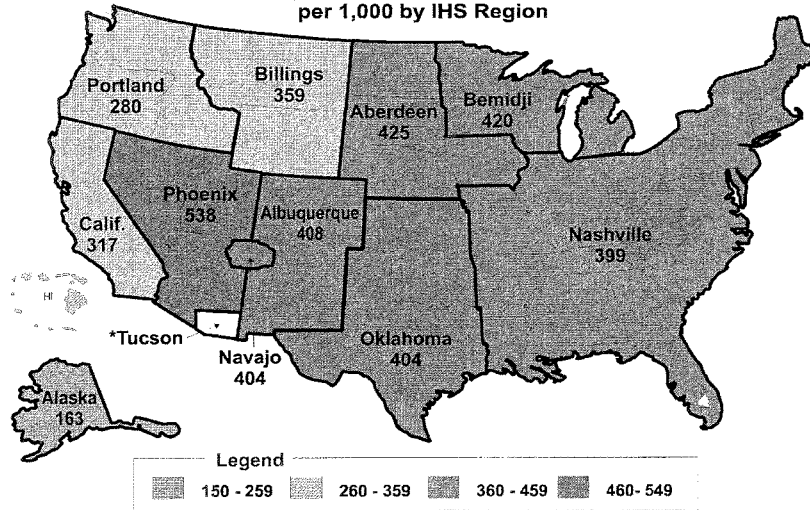 per 1,000 by IHS Region
Portland
280
Billings
359
Aberdeen
425
Bemidji
420
Phoenix
538
Albuquerque
408
Calif.
317
Nashville
399
HI
*Tucson
Navajo
404
Oklahoma
404
Alaska
163
Legend
150 - 259
260 - 359
360 - 459
460- 549